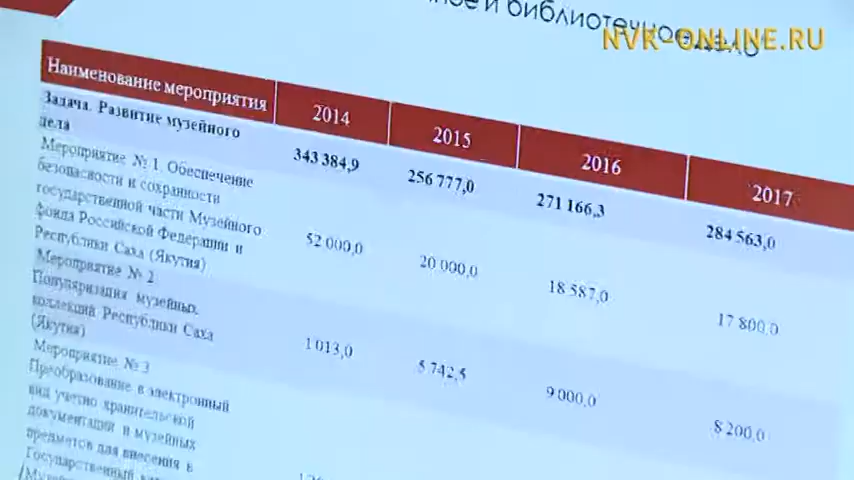 и библиотечное дело
NVK-ONLINE.RU
Наименование мероприятия 2014 2015 2016 2017
Задача. Развитие музейного
дела
343 384,9 256 777,0 271 166,3 284 563,0
Мероприятие № 1. Обеспечение
безопасности и сохранности
государственной части Музейного
фонда Российской Федерации и
Республики Саха (Якутия)
52 000,0 20 000,0 18 587,0 17 800,0
Мероприятие № 2
Популяризация музейных
коллекций Республики Саха
(Якутия)
1 013,0 5 742,5 9 000,0 8 200,0
Мероприятие № 3
Преобразование в электронный
вид учетно хранительской
документации и музейных
предметов для внесения в
Государственный